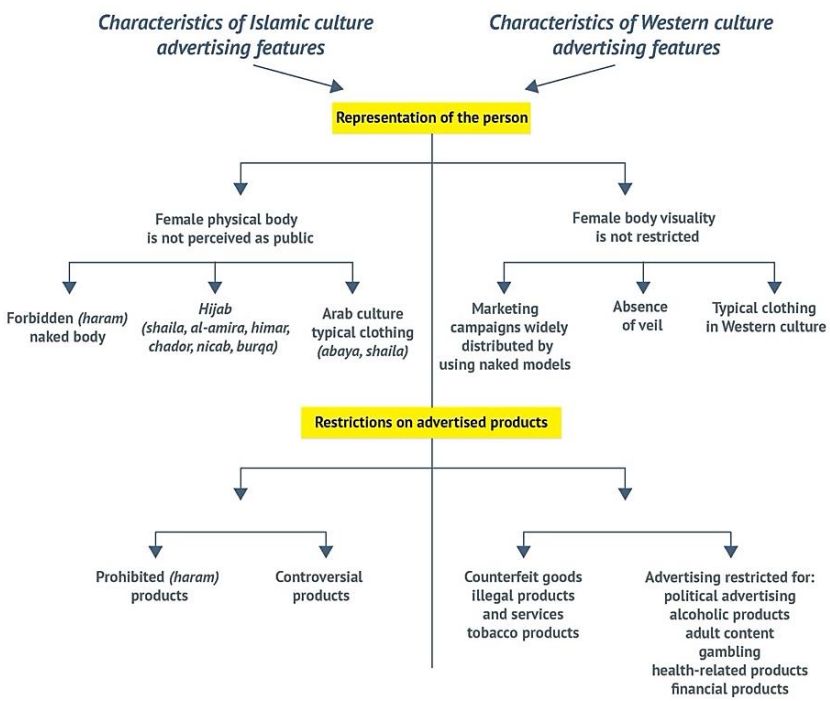 Characteristics of Islamic culture
advertising features
Characteristics of Western culture
advertising features
Representation of the person
Female physical body
is not perceived as public
Female body visuality
is not restricted
Forbidden (haram)
naked body
Hijab
(shaila, al-amira, himar,
chador, nicab, burqa)
Arab culture
typical clothing
(abaya, shaila)
Marketing
campaigns widely
distributed by
using naked models
Absence
of veil
Typical clothing
in Western culture
Restrictions on advertised products
Prohibited (haram)
products
Controversial
products
Counterfeit goods
illegal products
and services
tobacco products
Advertising restricted for:
political advertising
alcoholic products
adult content
gambling
health-related products
financial products